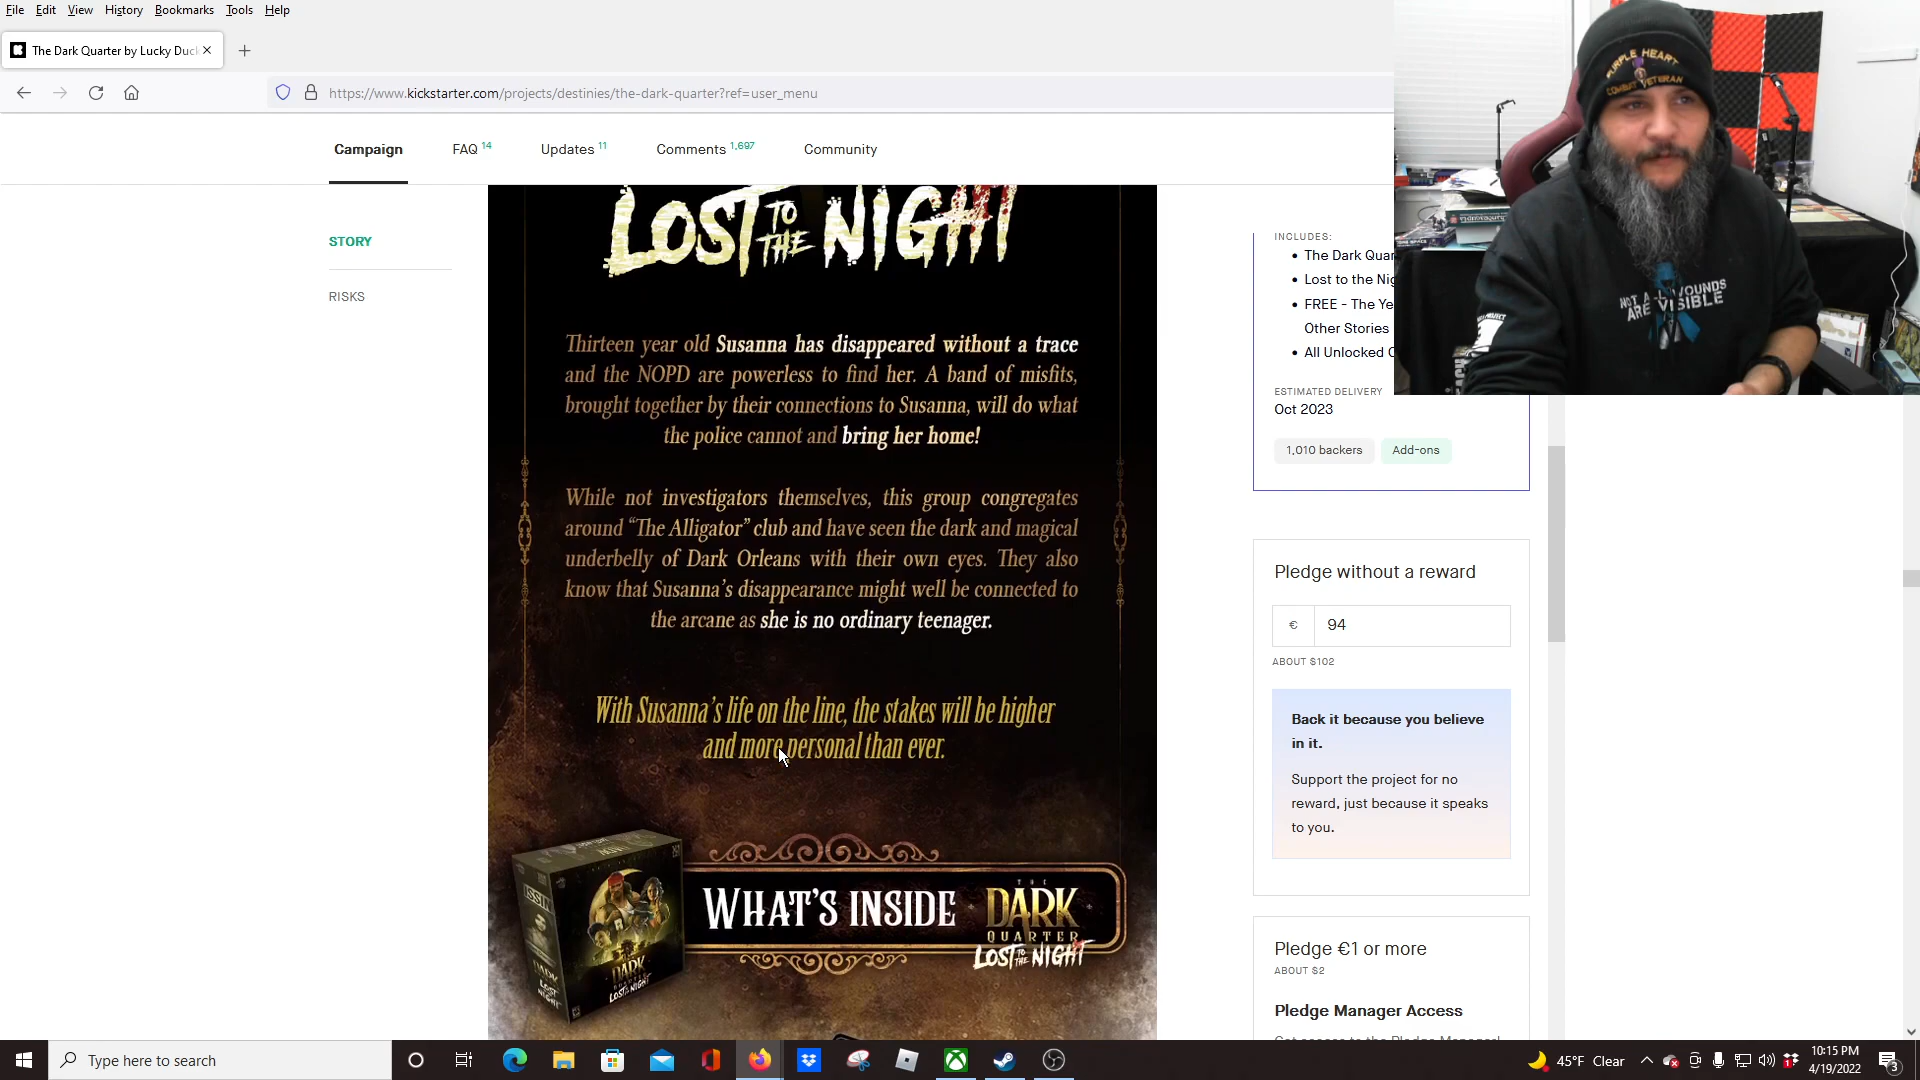 File Edit View History Bookmarks Tools Help
The Dark Quarter by Lucky Duc
https://www.kickstarter.com/projects/destinies/the-dark-quarter?ref=user_menu
Campaign FAQ 14 Updates 11 Comments 1,697 Community
STORY
RISKS
LOST TO THE NIGHT
Thirteen year old Susanna has disappeared without a trace
and the NOPD are powerless to find her. A band of misfits,
brought together by their connections to Susanna, will do what
the police cannot and bring her home!
While not investigators themselves, this group congregates
around “The Alligator” club and have seen the dark and magical
underbelly of Dark Orleans with their own eyes. They also
know that Susanna’s disappearance might well be connected to
the arcane as she is no ordinary teenager.
With Susanna’s life on the line, the stakes will be higher
and more personal than ever.
WHAT’S INSIDE THE DARK QUARTER
LOST TO THE NIGHT
DARK
LOST TO THE NIGHT
INCLUDES:
The Dark Quar
Lost to the Nig
FREE - The Ye
Other Stories
All Unlocked
ESTIMATED DELIVERY
Oct 2023
1,010 backers Add-ons
Pledge without a reward
€ 94
ABOUT $102
Back it because you believe
in it.
Support the project for no
reward, just because it speaks
to you.
Pledge €1 or more
ABOUT $2
Pledge Manager Access
PURPLE HEART
COMBAT VETERAN
NOT ALL WOUNDS
ARE VISIBLE
Type here to search
45°F Clear
10:15 PM
4/19/2022
3